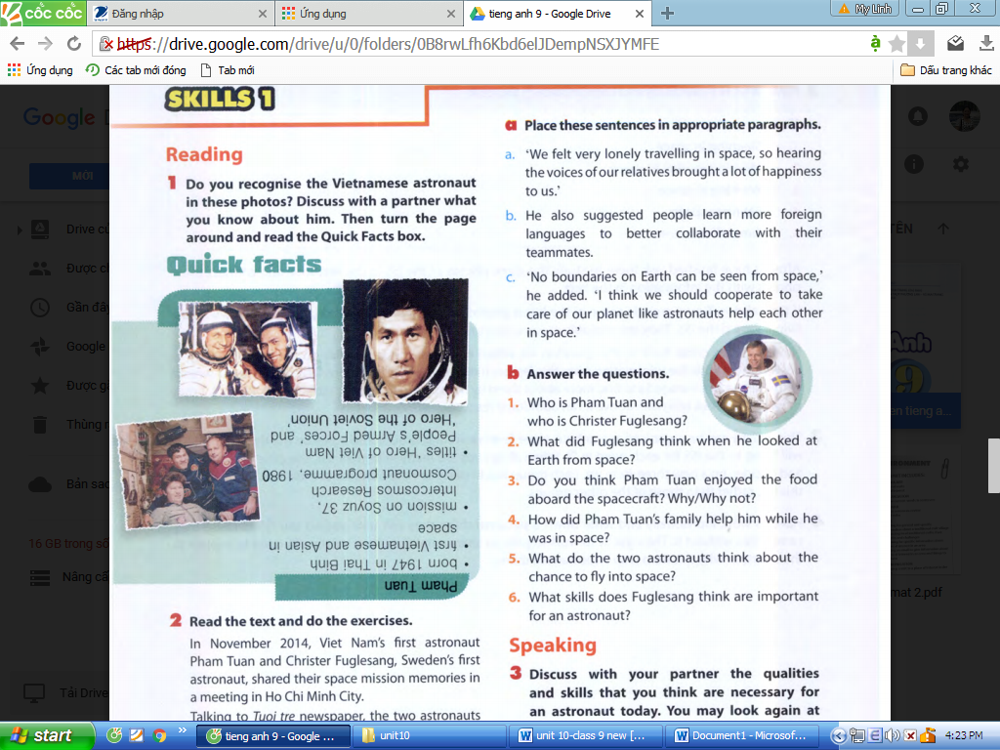 cốc cốc
Đăng nhập
Ứng dụng
tieng anh 9 - Google Drive
My Linh
https://drive.google.com/drive/u/0/folders/0B8rwLfh6Kbd6elJDempNSXJYMFE
Ứng dụng
Các tab mới đóng
Tab mới
Dấu trang khác
Google
MỚI
Drive củ
Được ch
Gần đây
Google
Được gắ
Thùng r
Bản sao
16 GB trong số
Nâng cấ
Tải Drive
SKILLS 1
Reading
1 Do you recognise the Vietnamese astronaut
in these photos? Discuss with a partner what
you know about him. Then turn the page
around and read the Quick Facts box.
Quick facts
Pham Tuan
• born 1947 in Thai Binh
• first Vietnamese and Asian in
space
• mission on Soyuz 37,
Intercosmos Research
Cosmonaut programme, 1980
• titles, 'Hero of Viet Nam
People's Armed Forces', and
'Hero of the Soviet Union'
2 Read the text and do the exercises.
In November 2014, Viet Nam's first astronaut
Pham Tuan and Christer Fuglesang, Sweden's first
astronaut, shared their space mission memories in
a meeting in Ho Chi Minh City.
Talking to Tuoi tre newspaper, the two astronauts
a Place these sentences in appropriate paragraphs.
a. 'We felt very lonely travelling in space, so hearing
the voices of our relatives brought a lot of happiness
to us.'
b. He also suggested people learn more foreign
languages to better collaborate with their
teammates.
c. 'No boundaries on Earth can be seen from space,'
he added. 'I think we should cooperate to take
care of our planet like astronauts help each other
in space.'
b Answer the questions.
1. Who is Pham Tuan and
who is Christer Fuglesang?
2. What did Fuglesang think when he looked at
Earth from space?
3. Do you think Pham Tuan enjoyed the food
aboard the spacecraft? Why/Why not?
4. How did Pham Tuan's family help him while he
was in space?
5. What do the two astronauts think about the
chance to fly into space?
6. What skills does Fuglesang think are important
for an astronaut?
Speaking
3 Discuss with your partner the qualities
and skills that you think are necessary for
an astronaut today. You may look again at
TÊN
Anh
9
n tieng a...
mat 2.pdf
start
tieng anh 9 - Google ...
unit10
unit 10-class 9 new [...
Document1 - Microsof...
4:23 PM